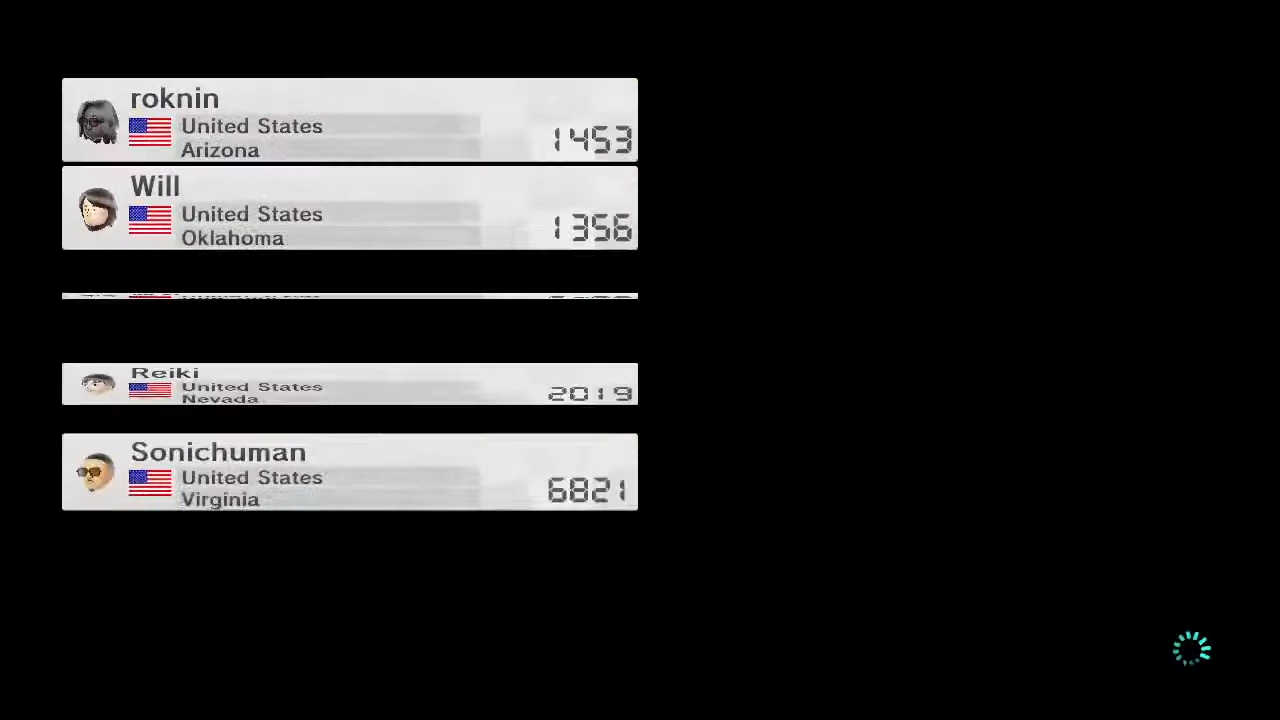 roknin
United States
Arizona
1453
Will
United States
Oklahoma
1356
Reiki
United States
Nevada
2019
Sonichuman
United States
Virginia
6821